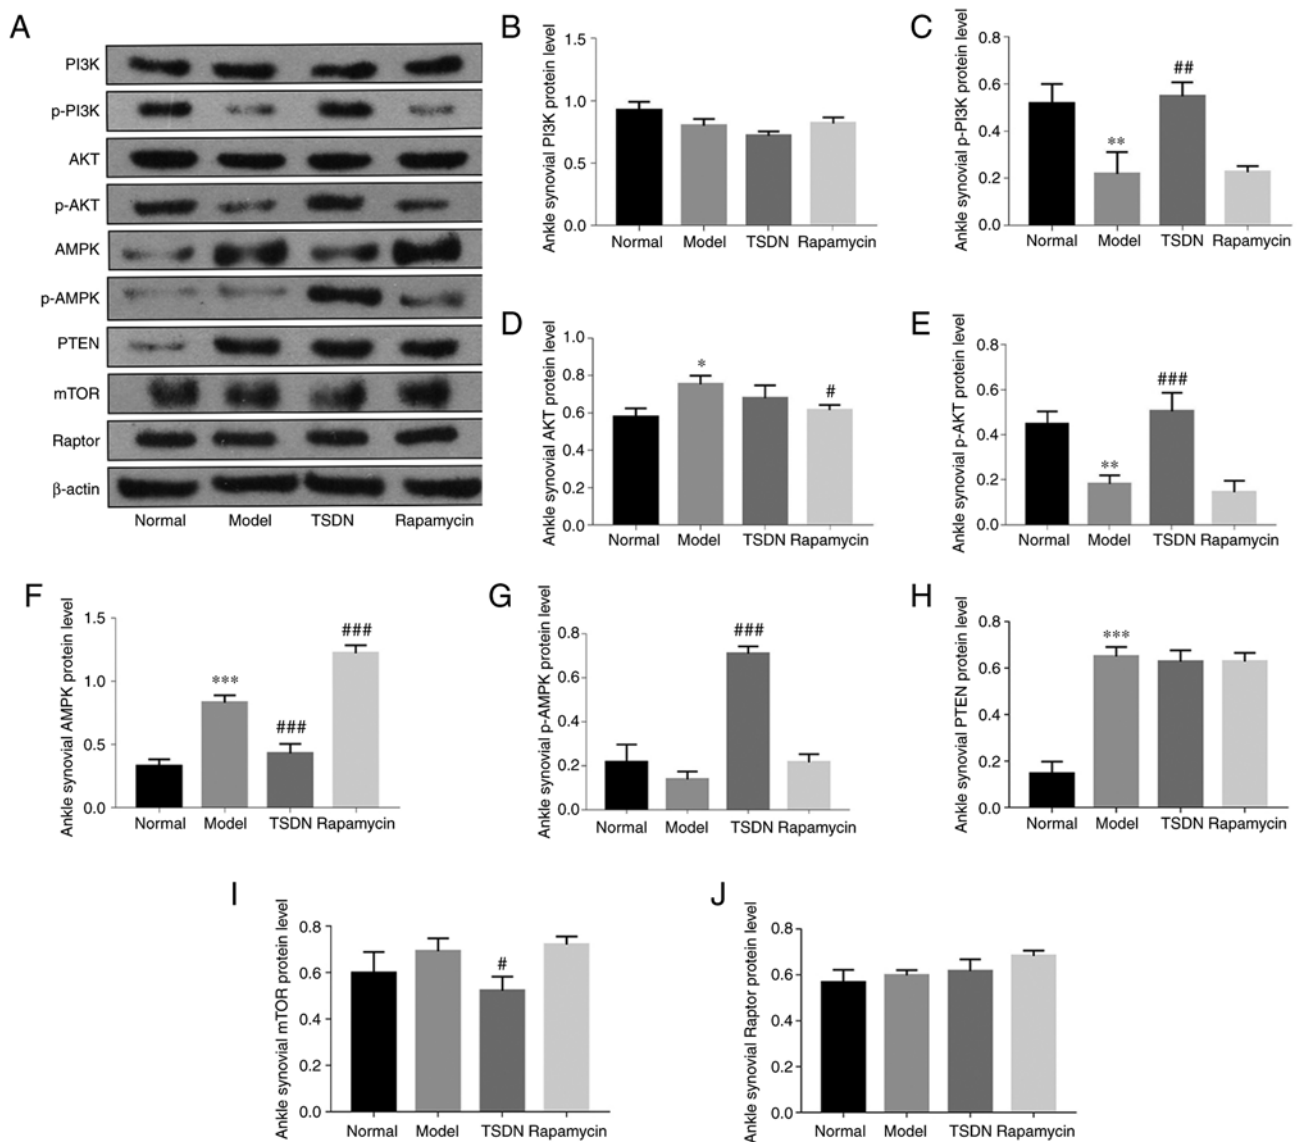 A
PI3K
p-PI3K
AKT
p-AKT
AMPK
p-AMPK
PTEN
mTOR
Raptor
β-actin
Normal Model TSDN Rapamycin
B
Ankle synovial PI3K protein level
1.5
1.0
0.5
0.0
Normal Model TSDN Rapamycin
C
Ankle synovial p-PI3K protein level
0.8
0.6
0.4
0.2
0.0
**
##
Normal Model TSDN Rapamycin
D
Ankle synovial AKT protein level
1.0
0.8
0.6
0.4
0.2
0.0
*
#
Normal Model TSDN Rapamycin
E
Ankle synovial p-AKT protein level
0.8
0.6
0.4
0.2
0.0
**
###
Normal Model TSDN Rapamycin
F
Ankle synovial AMPK protein level
1.5
1.0
0.5
0.0
***
###
###
Normal Model TSDN Rapamycin
G
Ankle synovial p-AMPK protein level
0.8
0.6
0.4
0.2
0.0
###
Normal Model TSDN Rapamycin
H
Ankle synovial PTEN protein level
0.8
0.6
0.4
0.2
0.0
***
Normal Model TSDN Rapamycin
I
Ankle synovial mTOR protein level
0.8
0.6
0.4
0.2
0.0
#
Normal Model TSDN Rapamycin
J
Ankle synovial Raptor protein level
0.8
0.6
0.4
0.2
0.0
Normal Model TSDN Rapamycin